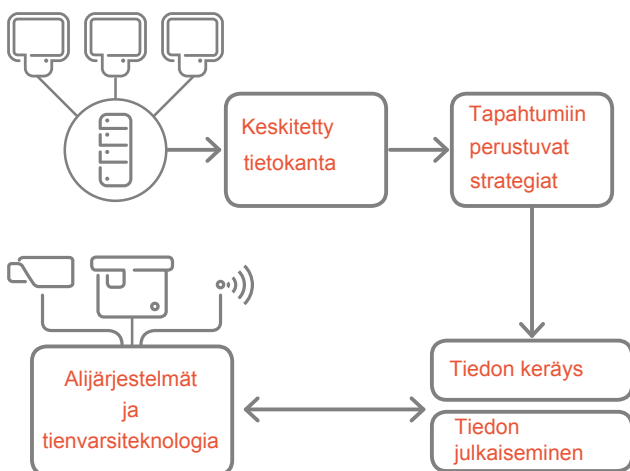 Keskitetty
tietokanta
Tapahtumiin
perustuvat
strategiat
Alijärjestelmät
ja
tienvarsiteknologia
Tiedon keräys
Tiedon
julkaiseminen